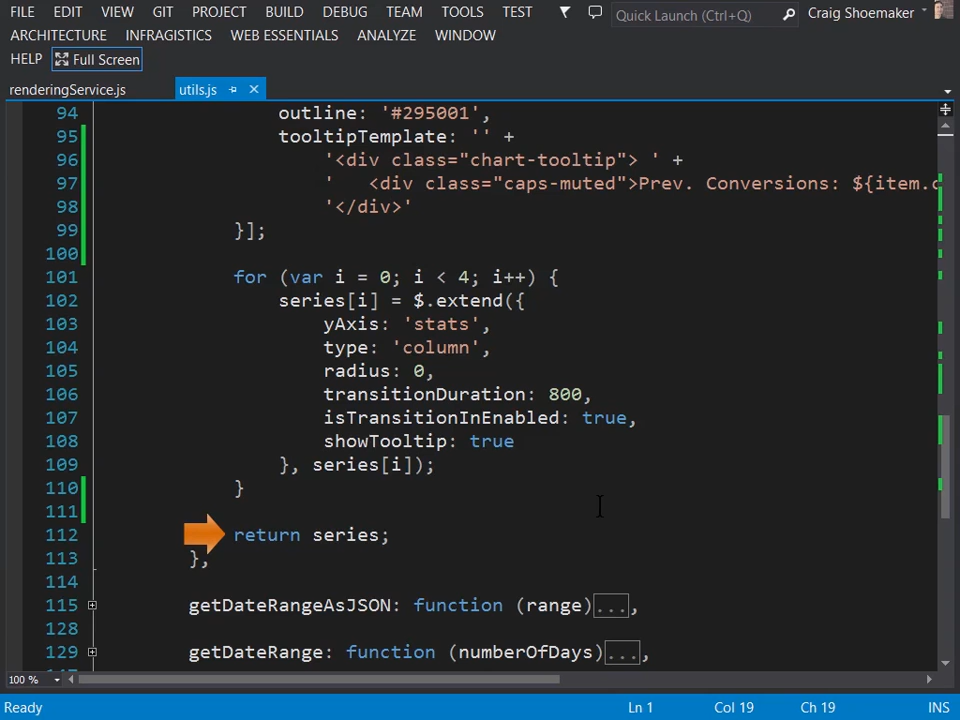 FILE EDIT VIEW GIT PROJECT BUILD DEBUG TEAM TOOLS TEST Quick Launch (Ctrl+Q) Craig Shoemaker
ARCHITECTURE INFRAGISTICS WEB ESSENTIALS ANALYZE WINDOW
HELP Full Screen
renderingService.js utils.js
94 outline: '#295001',
95 tooltipTemplate: '' +
96 '<div class="chart-tooltip"> ' +
97 '   <div class="caps-muted">Prev. Conversions: ${item.
98 '</div>'
99 }];
100
101 for (var i = 0; i < 4; i++) {
102 series[i] = $.extend({
103 yAxis: 'stats',
104 type: 'column',
105 radius: 0,
106 transitionDuration: 800,
107 isTransitionInEnabled: true,
108 showTooltip: true
109 }, series[i]);
110 }
111
112 return series;
113 },
114
115 getDateRangeAsJSON: function (range)...,
128
129 getDateRange: function (numberOfDays)...,
100 %
Ready Ln 1 Col 19 Ch 19 INS